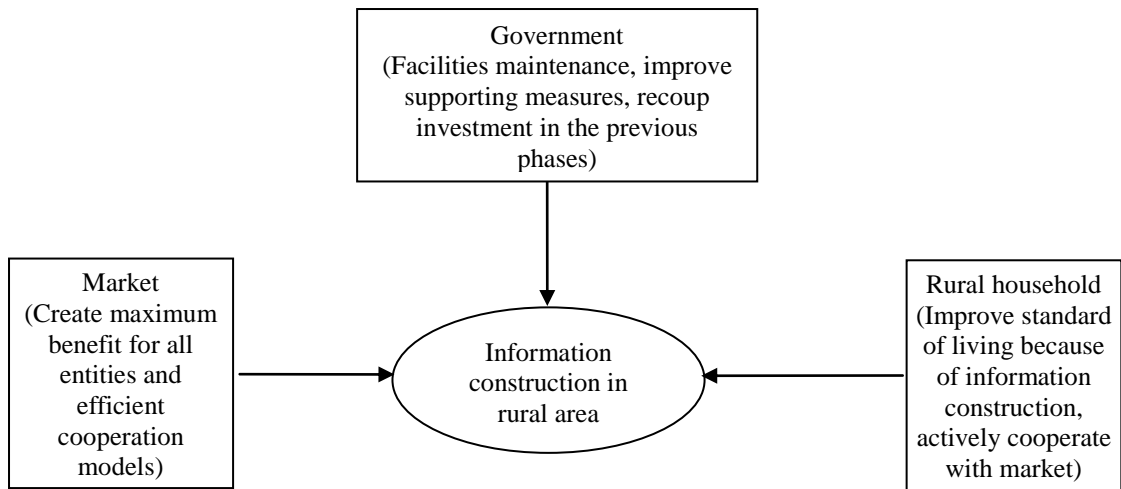 Government
(Facilities maintenance, improve
supporting measures, recoup
investment in the previous
phases)
Market
(Create maximum
benefit for all
entities and
efficient
cooperation
models)
Information
construction in
rural area
Rural household
(Improve standard
of living because
of information
construction,
actively cooperate
with market)